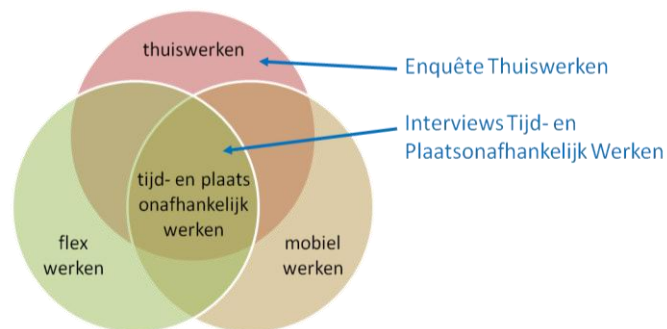 thuiswerken
Enquête Thuiswerken
Interviews Tijd- en
Plaatsonafhankelijk Werken
tijd- en plaats
onafhankelijk
werken
flex
werken
mobiel
werken